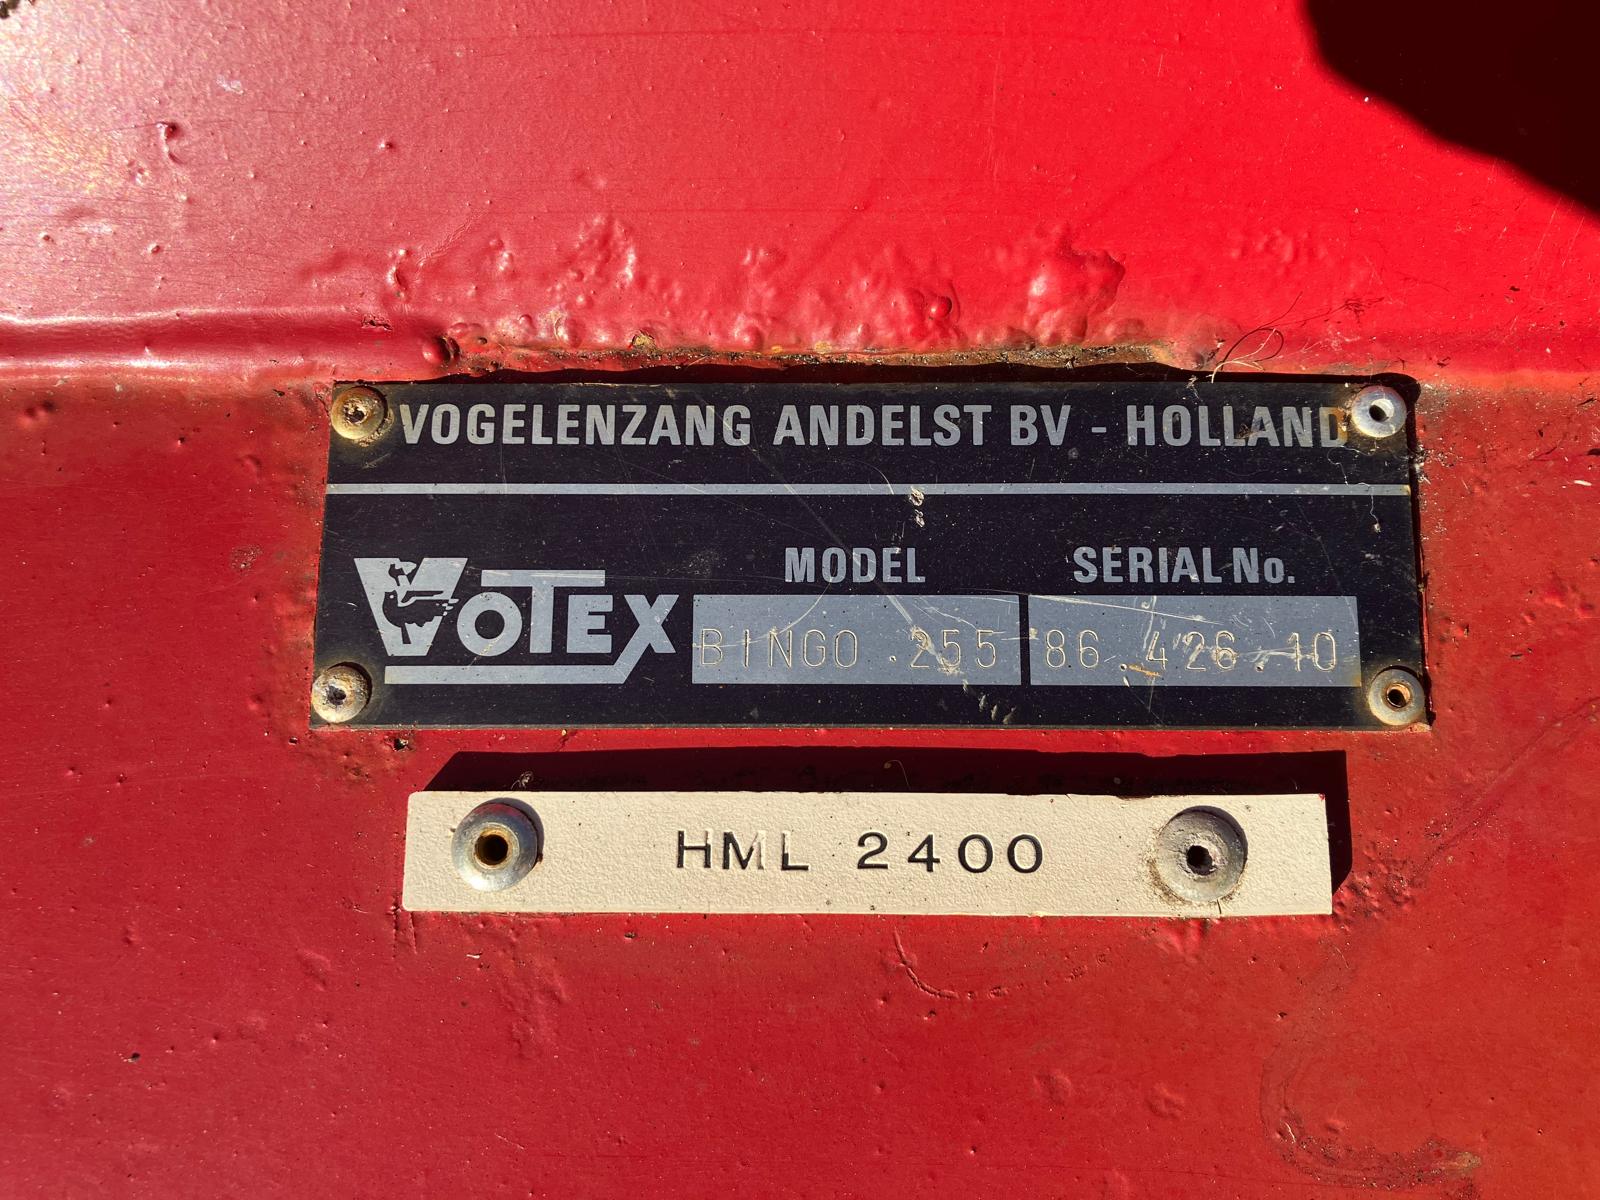 VOGELENZANG ANDELST BV - HOLLAND
VOTEX
MODEL SERIAL No.
BINGO .255 86.426.10
HML 2400